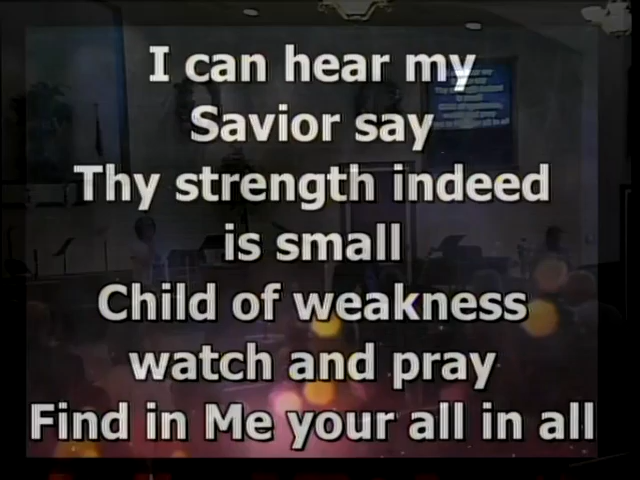 I can hear my
Savior say
Thy strength indeed
is small
Child of weakness
watch and pray
Find in Me your all in all